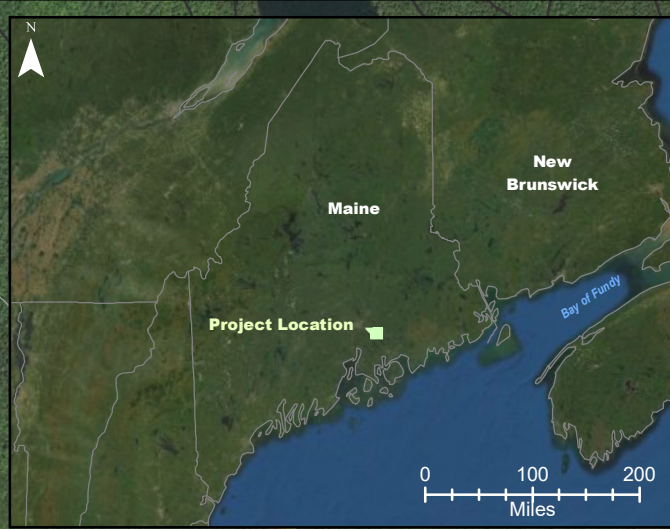 N
Maine
New
Brunswick
Project Location
Bay of Fundy
0 100 200
Miles